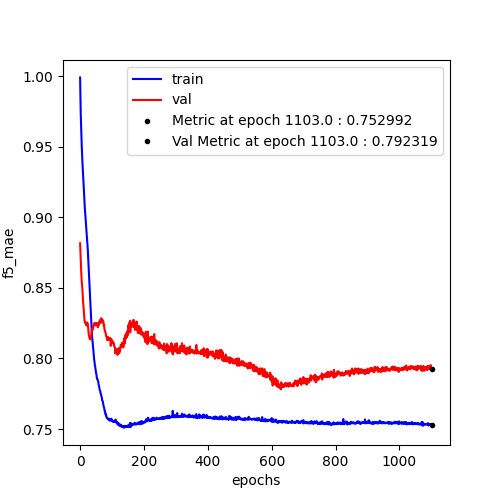 train
val
Metric at epoch 1103.0 : 0.752992
Val Metric at epoch 1103.0 : 0.792319
1.00
0.95
0.90
0.85
0.80
0.75
f5_mae
0 200 400 600 800 1000
epochs